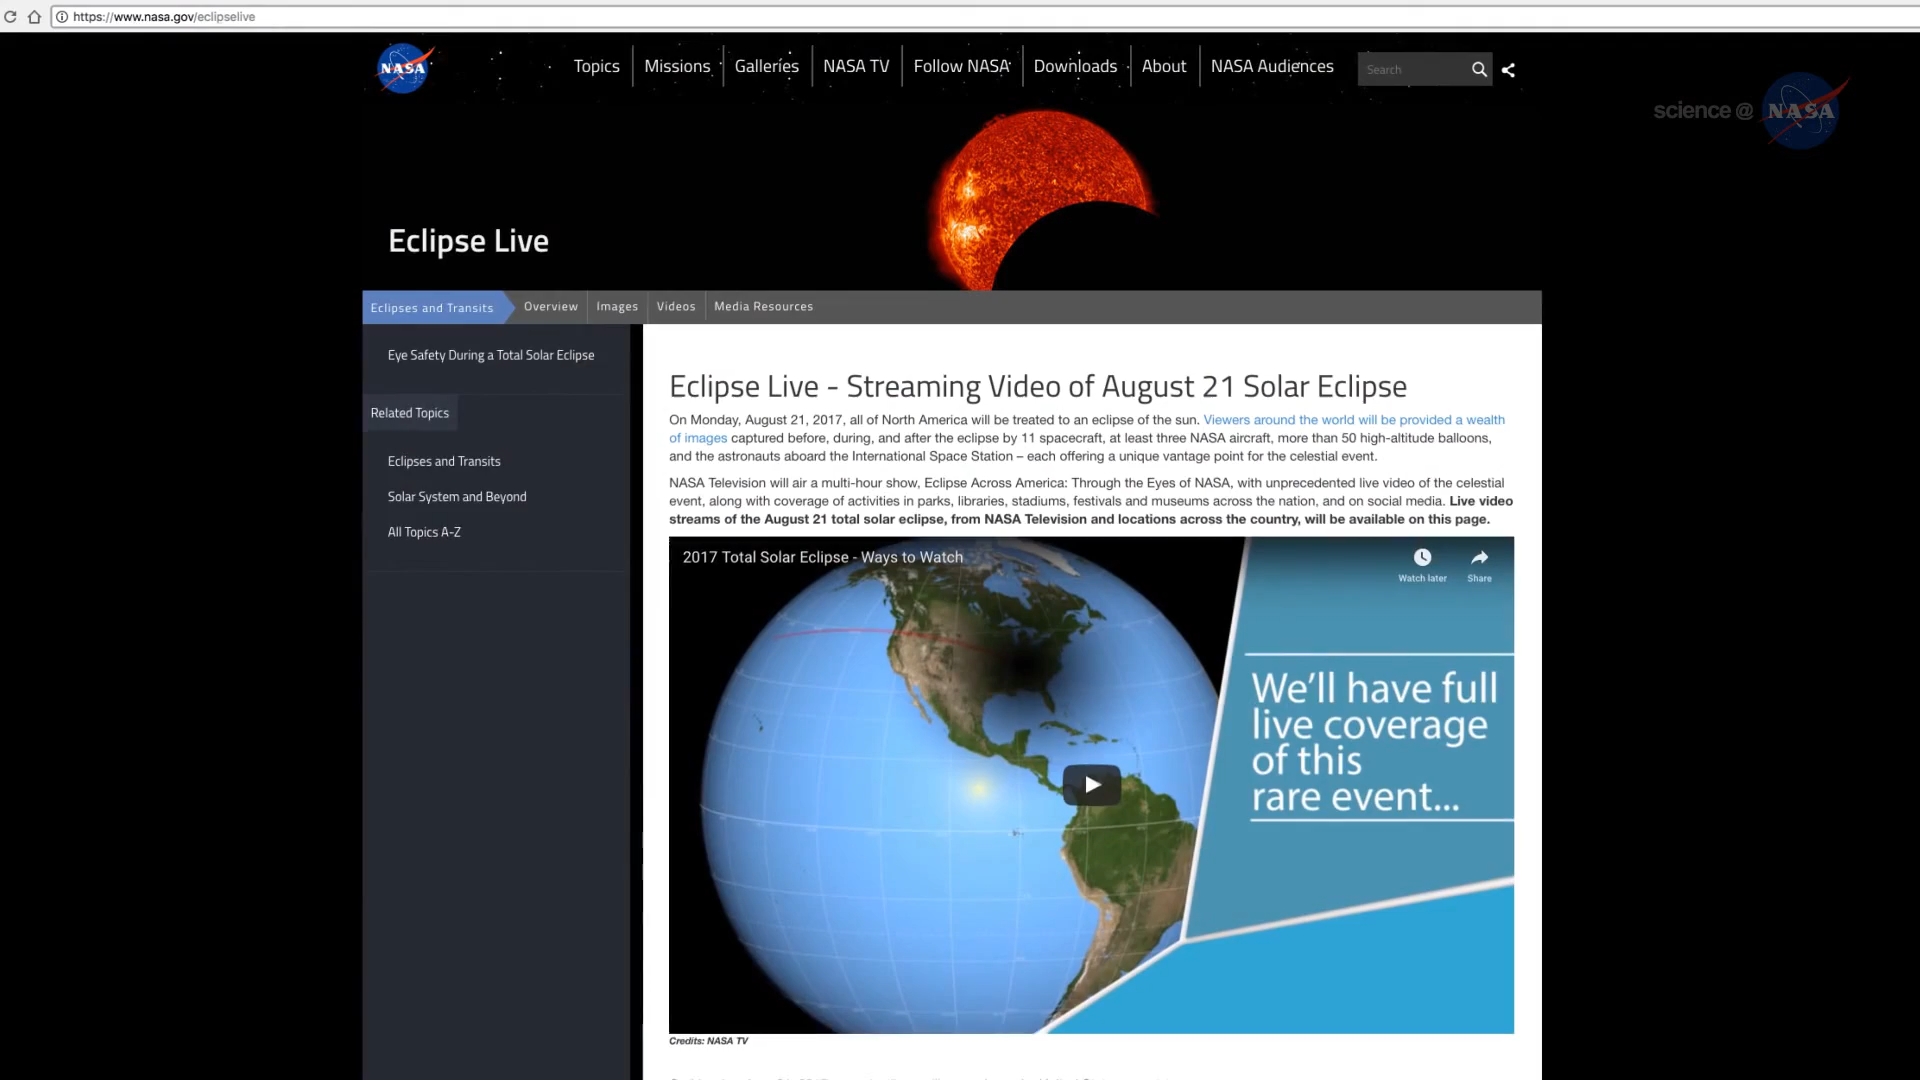 https://www.nasa.gov/eclipselive
NASA
Topics
Missions
Galleries
NASA TV
Follow NASA
Downloads
About
NASA Audiences
Search
science @ NASA
Eclipse Live
Eclipses and Transits
Overview
Images
Videos
Media Resources
Eye Safety During a Total Solar Eclipse
Related Topics
Eclipses and Transits
Solar System and Beyond
All Topics A-Z
Eclipse Live - Streaming Video of August 21 Solar Eclipse
On Monday, August 21, 2017, all of North America will be treated to an eclipse of the sun. Viewers around the world will be provided a wealth
of images captured before, during, and after the eclipse by 11 spacecraft, at least three NASA aircraft, more than 50 high-altitude balloons,
and the astronauts aboard the International Space Station – each offering a unique vantage point for the celestial event.
NASA Television will air a multi-hour show, Eclipse Across America: Through the Eyes of NASA, with unprecedented live video of the celestial
event, along with coverage of activities in parks, libraries, stadiums, festivals and museums across the nation, and on social media. Live video
streams of the August 21 total solar eclipse, from NASA Television and locations across the country, will be available on this page.
2017 Total Solar Eclipse - Ways to Watch
Watch later
Share
We'll have full
live coverage
of this
rare event...
Credits: NASA TV